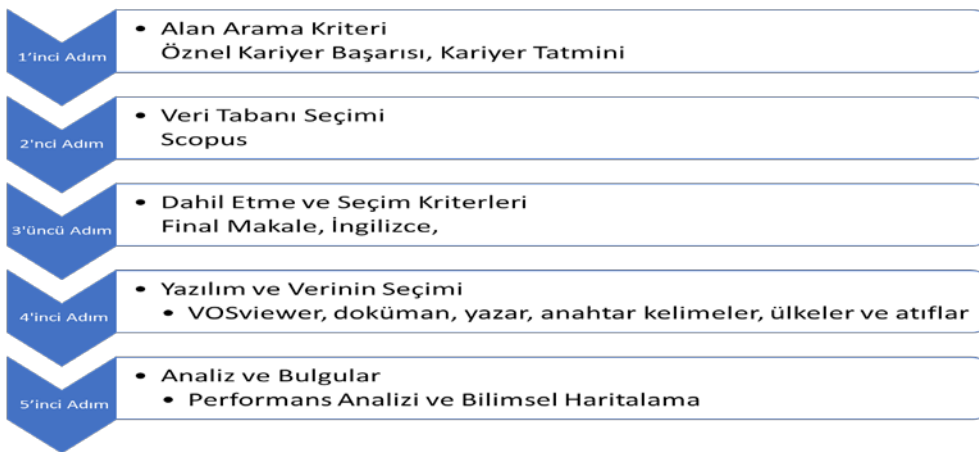 1'inci Adım
• Alan Arama Kriteri
Öznel Kariyer Başarısı, Kariyer Tatmini
2'nci Adım
• Veri Tabanı Seçimi
Scopus
3'üncü Adım
• Dahil Etme ve Seçim Kriterleri
Final Makale, İngilizce,
4'inci Adım
• Yazılım ve Verinin Seçimi
• VOSviewer, doküman, yazar, anahtar kelimeler, ülkeler ve atıflar
5'inci Adım
• Analiz ve Bulgular
• Performans Analizi ve Bilimsel Haritalama